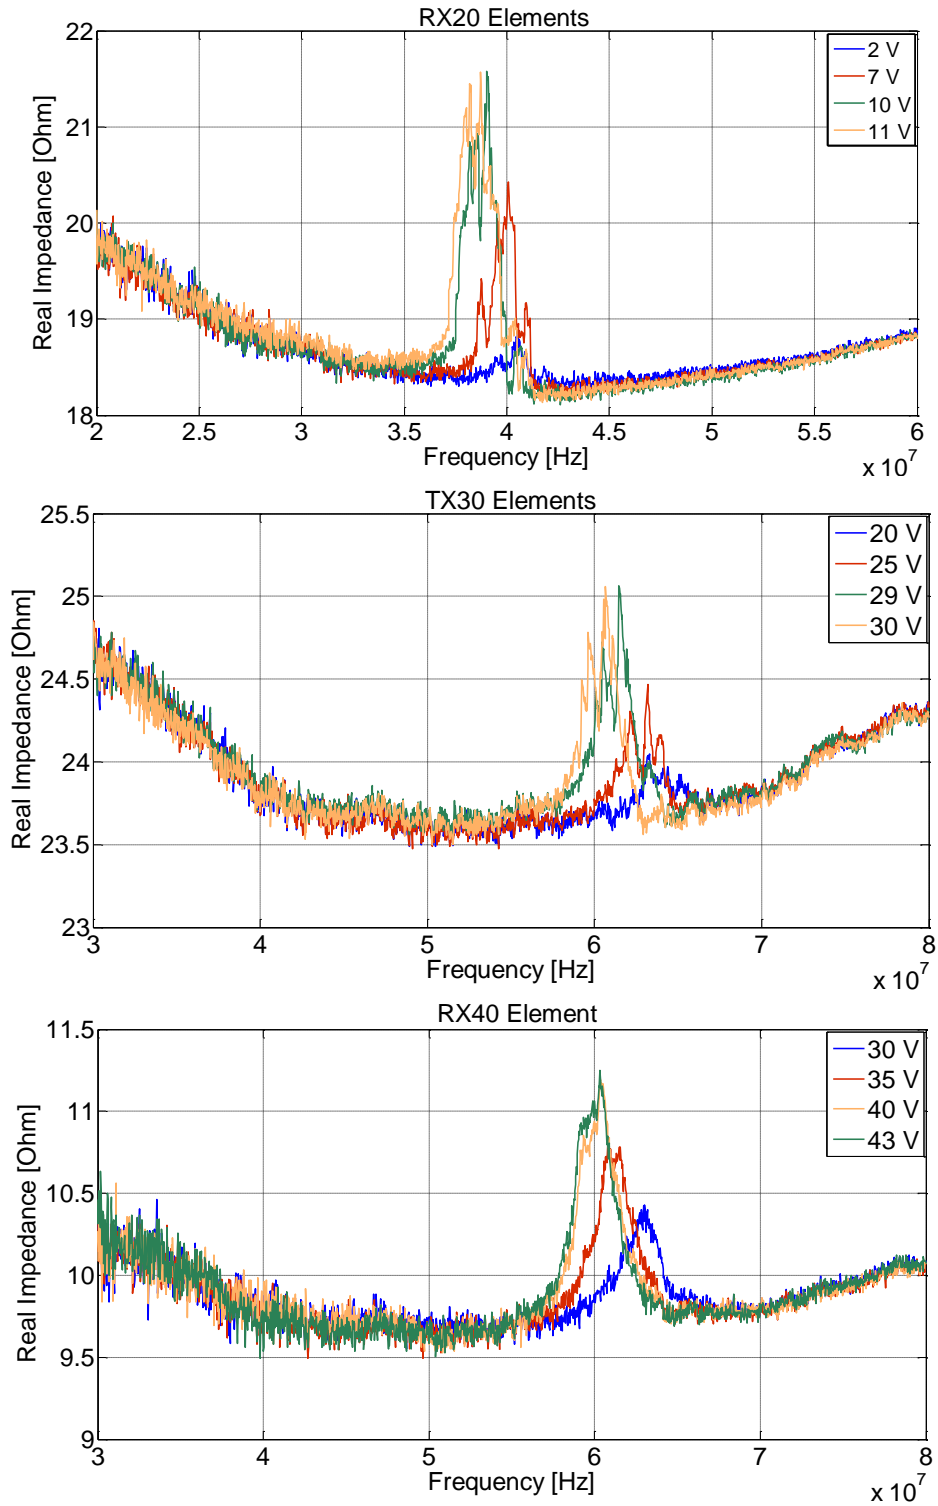 RX20 Elements
22
21
20
19
18
Real Impedance [Ohm]
2 V
7 V
10 V
11 V
2 2.5 3 3.5 4 4.5 5 5.5 6
Frequency [Hz]
x 10^7
TX30 Elements
25.5
25
24.5
24
23.5
23
Real Impedance [Ohm]
20 V
25 V
29 V
30 V
3 4 5 6 7 8
Frequency [Hz]
x 10^7
RX40 Element
11.5
11
10.5
10
9.5
9
Real Impedance [Ohm]
30 V
35 V
40 V
43 V
3 4 5 6 7 8
Frequency [Hz]
x 10^7